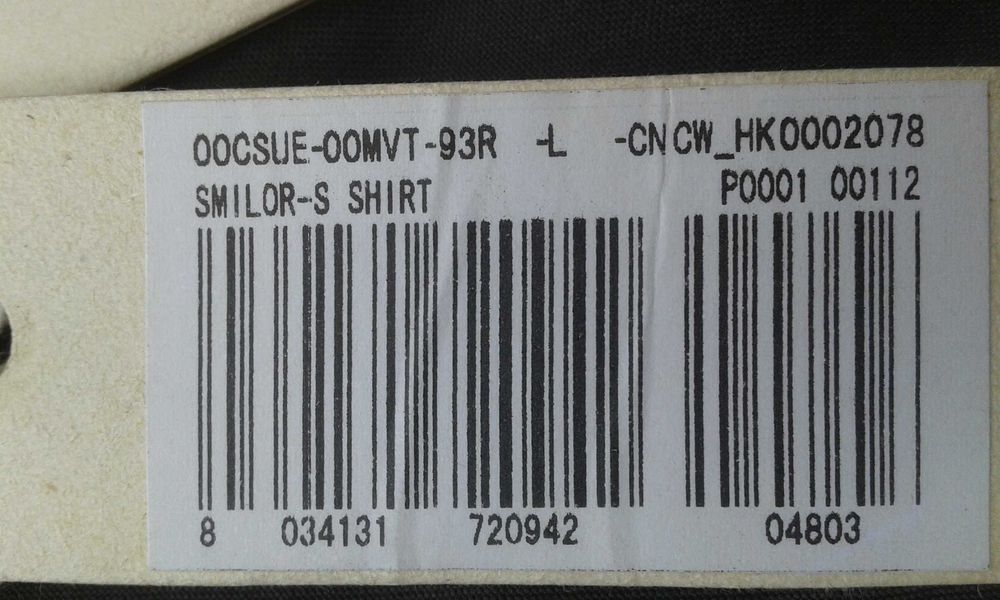 00CSUE-00MVT-93R -L -CN CW_HK0002078
SMILOR-S SHIRT P0001 00112
8 034131 720942 04803